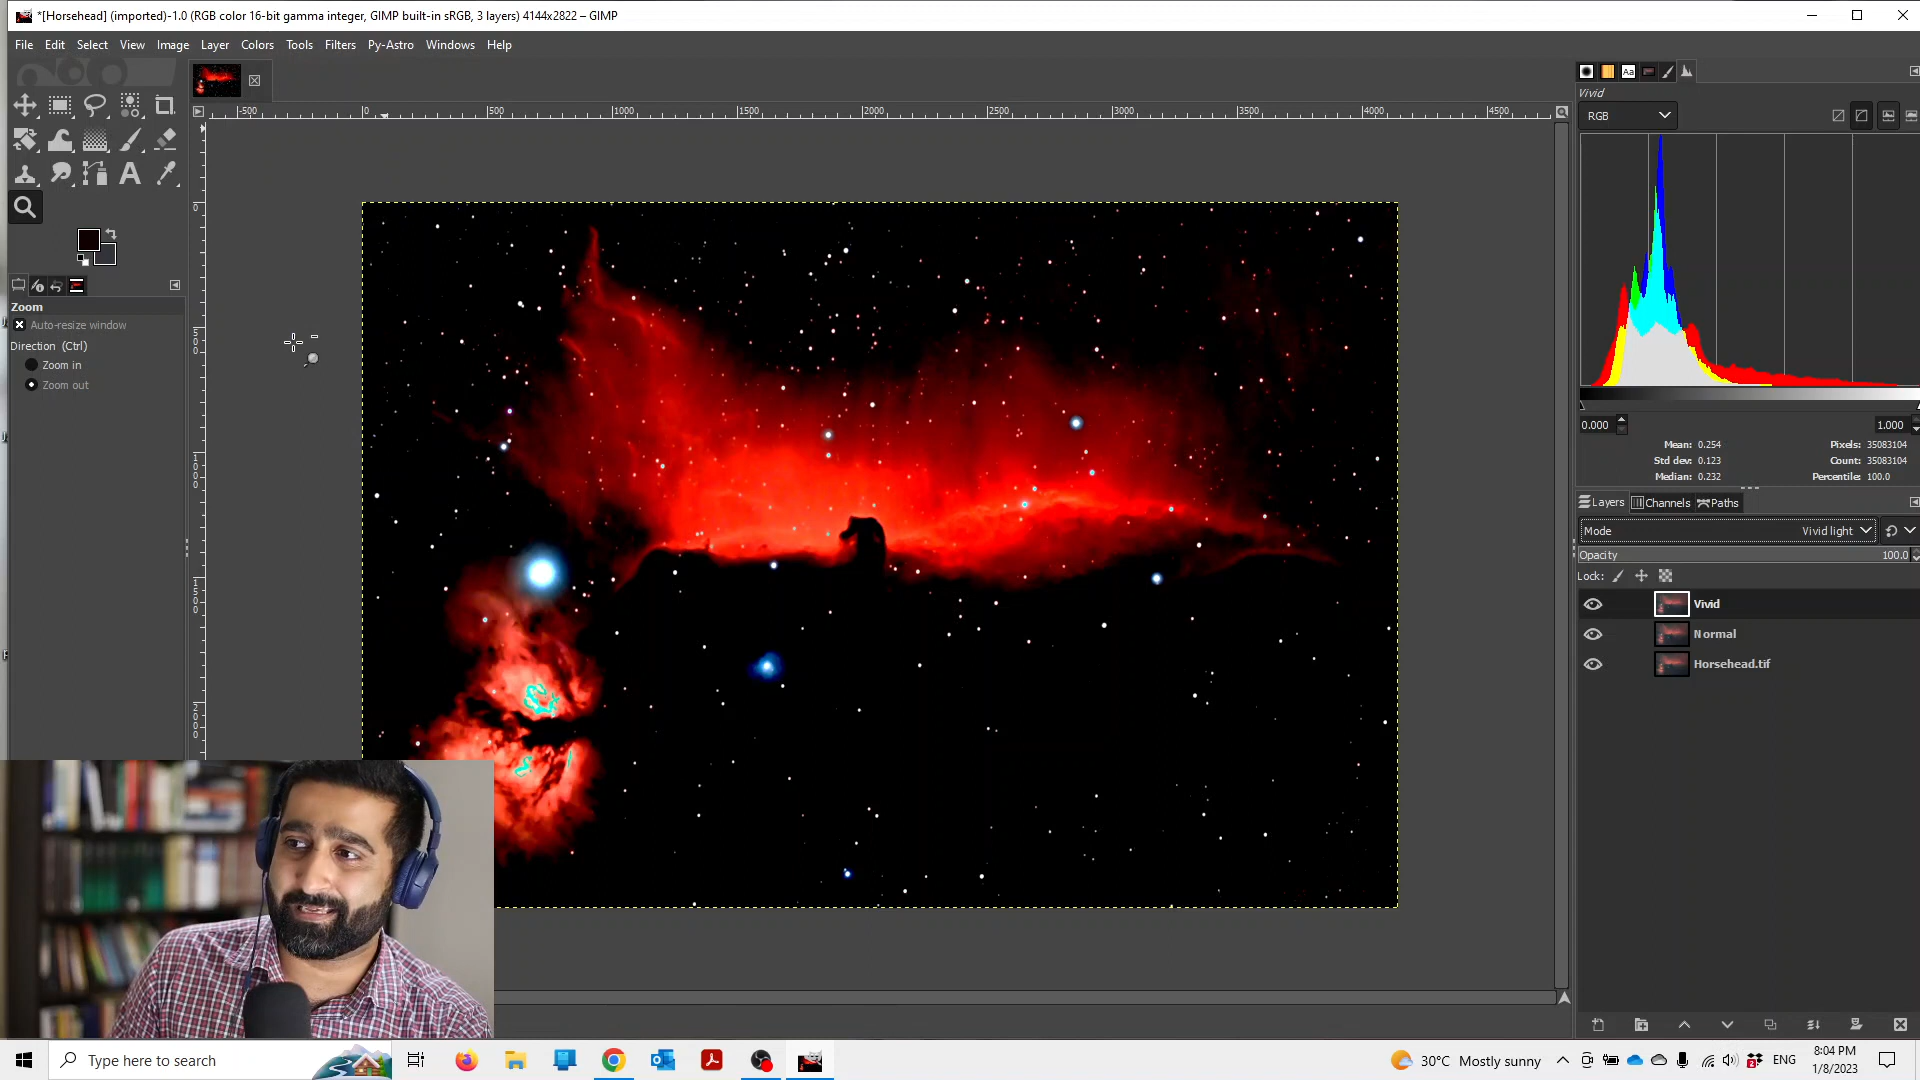 *[Horsehead] (imported)-1.0 (RGB color 16-bit gamma integer, GIMP built-in sRGB, 3 layers) 4144x2822 – GIMP
File Edit Select View Image Layer Colors Tools Filters Py-Astro Windows Help
-500 0 500 1000 1500 2000 2500 3000 3500 4000 4500
0
500
1000
1500
2000
Zoom
Auto-resize window
Direction (Ctrl)
Zoom in
Zoom out
Vivid
RGB
0.000 1.000
Mean: 0.254 Pixels: 35083104
Std dev: 0.123 Count: 35083104
Median: 0.232 Percentile: 100.0
Layers Channels Paths
Mode Vivid light
Opacity 100.0
Lock:
Vivid
Normal
Horsehead.tif
Type here to search
30°C Mostly sunny
ENG
8:04 PM
1/8/2023